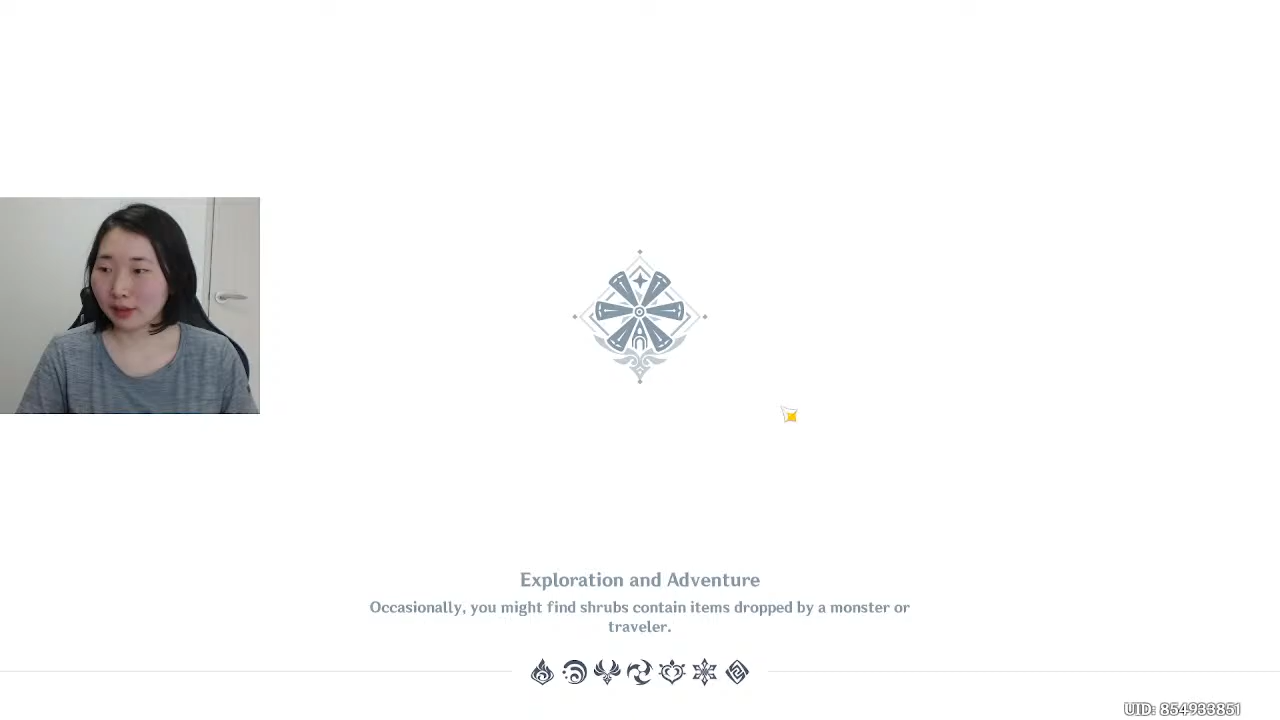 Exploration and Adventure
Occasionally, you might find shrubs contain items dropped by a monster or
traveler.
UID: 854933851